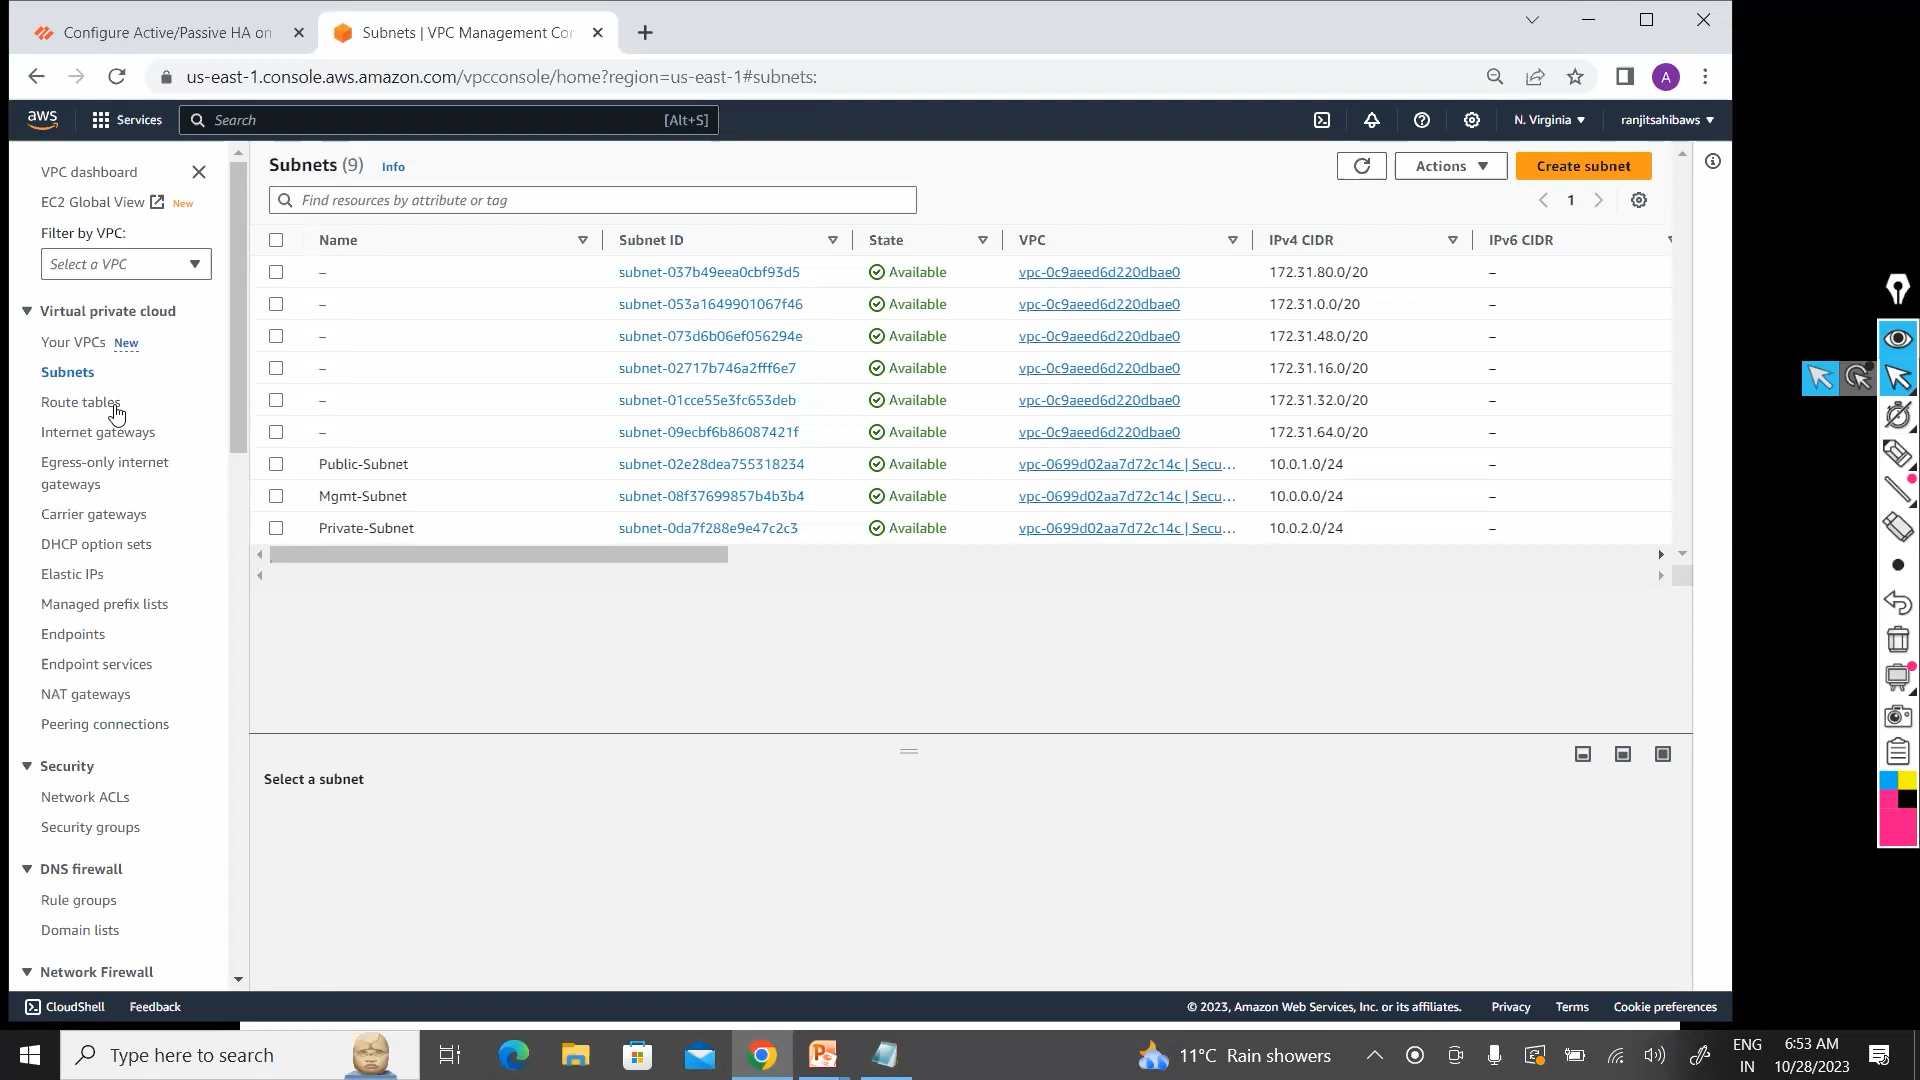 Configure Active/Passive HA on
Subnets | VPC Management Co
us-east-1.console.aws.amazon.com/vpcconsole/home?region=us-east-1#subnets:
A
aws
Services
Search
[Alt+S]
N. Virginia
ranjitsahibaws
VPC dashboard
EC2 Global View New
Filter by VPC:
Select a VPC
Virtual private cloud
Your VPCs New
Subnets
Route tables
Internet gateways
Egress-only internet
gateways
Carrier gateways
DHCP option sets
Elastic IPs
Managed prefix lists
Endpoints
Endpoint services
NAT gateways
Peering connections
Security
Network ACLs
Security groups
DNS firewall
Rule groups
Domain lists
Network Firewall
Subnets (9) Info
Actions
Create subnet
Find resources by attribute or tag
1
Name Subnet ID State VPC IPv4 CIDR IPv6 CIDR
– subnet-037b49eea0cbf93d5 Available vpc-0c9aeed6d220dbae0 172.31.80.0/20 –
– subnet-053a1649901067f46 Available vpc-0c9aeed6d220dbae0 172.31.0.0/20 –
– subnet-073d6b06ef056294e Available vpc-0c9aeed6d220dbae0 172.31.48.0/20 –
– subnet-02717b746a2fff6e7 Available vpc-0c9aeed6d220dbae0 172.31.16.0/20 –
– subnet-01cce55e3fc653deb Available vpc-0c9aeed6d220dbae0 172.31.32.0/20 –
– subnet-09ecbf6b86087421f Available vpc-0c9aeed6d220dbae0 172.31.64.0/20 –
Public-Subnet subnet-02e28dea755318234 Available vpc-0699d02aa7d72c14c | Secu... 10.0.1.0/24 –
Mgmt-Subnet subnet-08f37699857b4b3b4 Available vpc-0699d02aa7d72c14c | Secu... 10.0.0.0/24 –
Private-Subnet subnet-0da7f288e9e47c2c3 Available vpc-0699d02aa7d72c14c | Secu... 10.0.2.0/24 –
Select a subnet
CloudShell
Feedback
© 2023, Amazon Web Services, Inc. or its affiliates.
Privacy
Terms
Cookie preferences
Type here to search
11°C Rain showers
ENG
IN
6:53 AM
10/28/2023